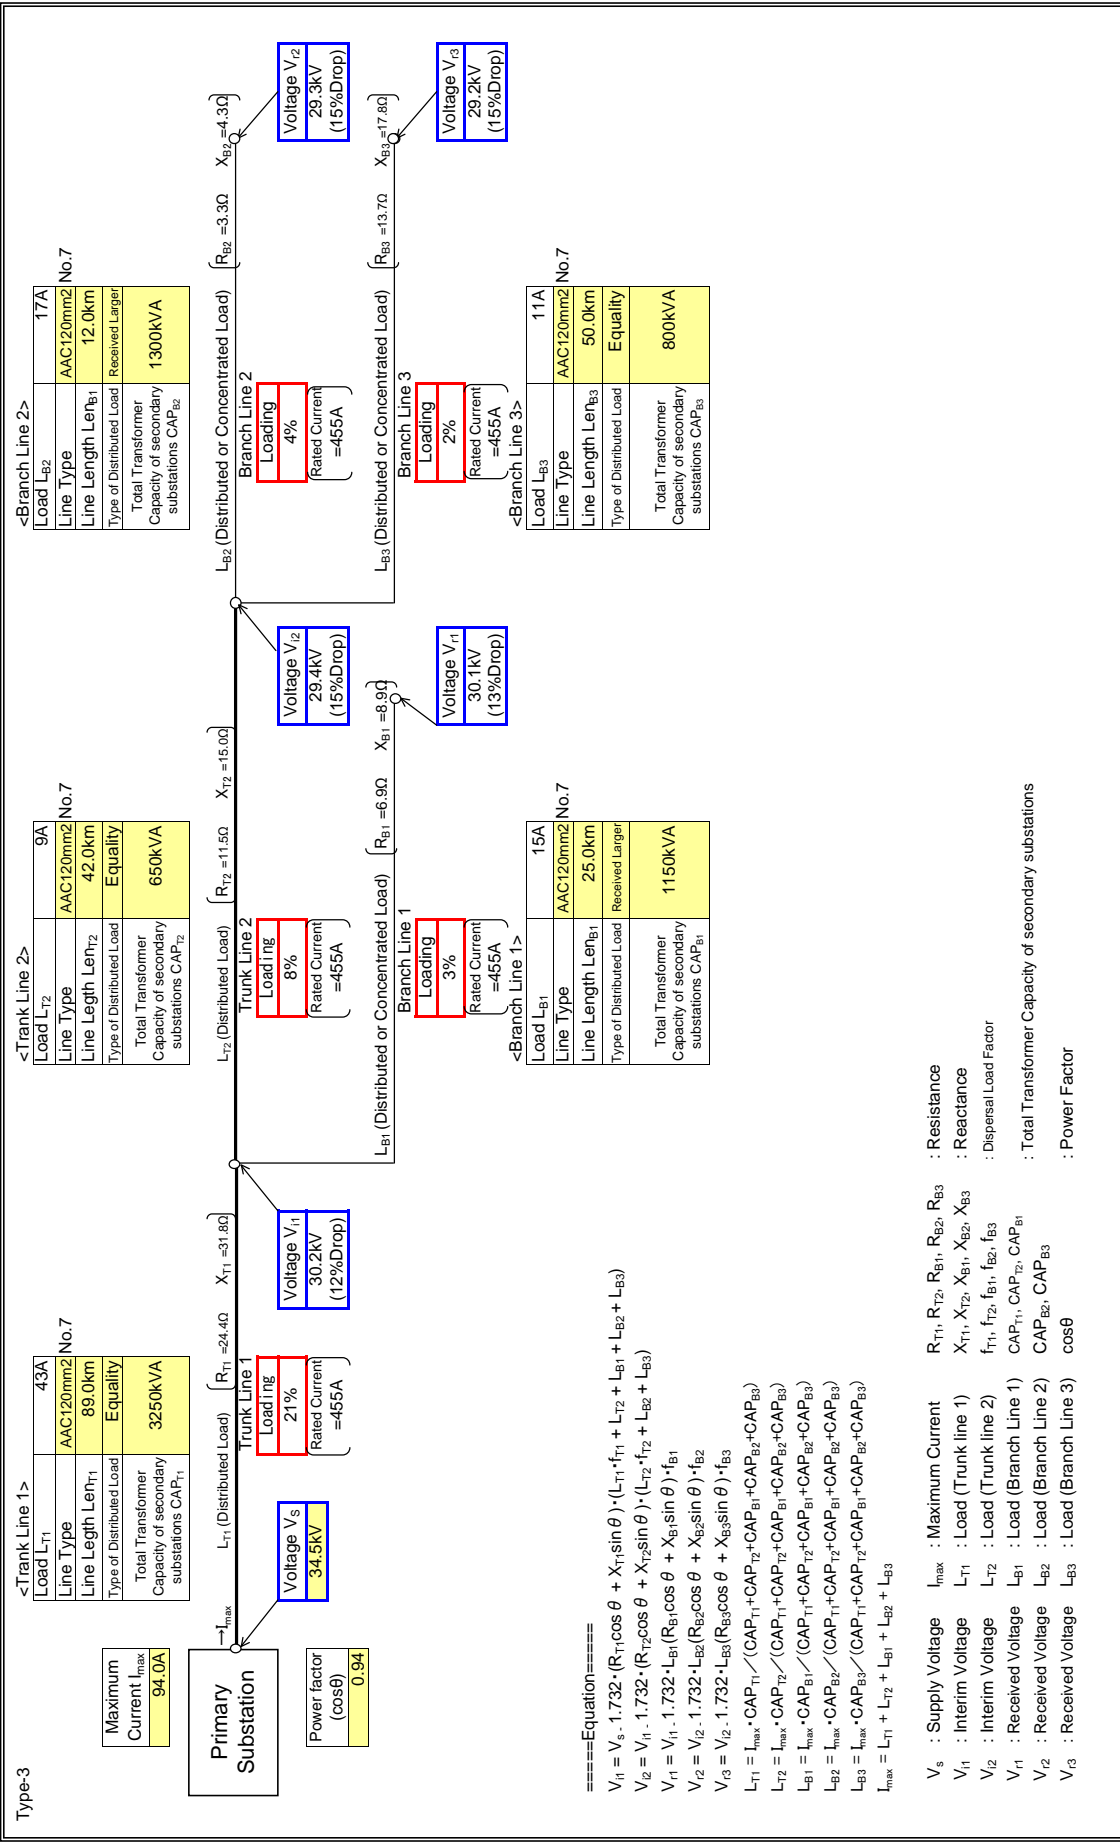 Type-3
Maximum
Current Imax
94.0A
Primary
Substation
Power factor
(cosθ)
0.94
→Imax
Voltage Vs
34.5kV
<Trank Line 1>
Load LT1 43A
Line Type AAC120mm2 No.7
Line Legth LenT1 89.0km
Type of Distributed Load Equality
Total Transformer
Capacity of secondary
substations CAPT1
3250kVA
LT1 (Distributed Load)
RT1 =24.4Ω XT1 =31.8Ω
Trunk Line 1
Loading
21%
Rated Current
=455A
Voltage Vi1
30.2kV
(12%Drop)
<Trank Line 2>
Load LT2 9A
Line Type AAC120mm2 No.7
Line Legth LenT2 42.0km
Type of Distributed Load Equality
Total Transformer
Capacity of secondary
substations CAPT2
650kVA
LT2 (Distributed Load)
RT2 =11.5Ω XT2 =15.0Ω
Trunk Line 2
Loading
8%
Rated Current
=455A
Voltage Vi2
29.4kV
(15%Drop)
LB1 (Distributed or Concentrated Load)
RB1 =6.9Ω XB1 =8.9Ω
Branch Line 1
Loading
3%
Rated Current
=455A
Voltage Vr1
30.1kV
(13%Drop)
<Branch Line 1>
Load LB1 15A
Line Type AAC120mm2 No.7
Line Length LenB1 25.0km
Type of Distributed Load Received Larger
Total Transformer
Capacity of secondary
substations CAPB1
1150kVA
<Branch Line 2>
Load LB2 17A
Line Type AAC120mm2 No.7
Line Length LenB1 12.0km
Type of Distributed Load Received Larger
Total Transformer
Capacity of secondary
substations CAPB2
1300kVA
LB2 (Distributed or Concentrated Load)
RB2 =3.3Ω XB2 =4.3Ω
Branch Line 2
Loading
4%
Rated Current
=455A
Voltage Vr2
29.3kV
(15%Drop)
LB3 (Distributed or Concentrated Load)
RB3 =13.7Ω XB3 =17.8Ω
Branch Line 3
Loading
2%
Rated Current
=455A
Voltage Vr3
29.2kV
(15%Drop)
<Branch Line 3>
Load LB3 11A
Line Type AAC120mm2 No.7
Line Length LenB3 50.0km
Type of Distributed Load Equality
Total Transformer
Capacity of secondary
substations CAPB3
800kVA
=====Equation=====
Vi1 = Vs - 1.732・(RT1cos θ + XT1sin θ)・(LT1・fT1 + LT2 + LB1 + LB2 + LB3)
Vi2 = Vi1 - 1.732・(RT2cos θ + XT2sin θ)・(LT2・fT2 + LB2 + LB3)
Vr1 = Vi1 - 1.732・LB1(RB1cos θ + XB1sin θ)・fB1
Vr2 = Vi2 - 1.732・LB2(RB2cos θ + XB2sin θ)・fB2
Vr3 = Vi2 - 1.732・LB3(RB3cos θ + XB3sin θ)・fB3
LT1 = Imax・CAPT1／(CAPT1+CAPT2+CAPB1+CAPB2+CAPB3)
LT2 = Imax・CAPT2／(CAPT1+CAPT2+CAPB1+CAPB2+CAPB3)
LB1 = Imax・CAPB1／(CAPT1+CAPT2+CAPB1+CAPB2+CAPB3)
LB2 = Imax・CAPB2／(CAPT1+CAPT2+CAPB1+CAPB2+CAPB3)
LB3 = Imax・CAPB3／(CAPT1+CAPT2+CAPB1+CAPB2+CAPB3)
Imax = LT1 + LT2 + LB1 + LB2 + LB3
Vs : Supply Voltage Imax : Maximum Current RT1, RT2, RB1, RB2, RB3 : Resistance
Vi1 : Interim Voltage LT1 : Load (Trunk line 1) XT1, XT2, XB1, XB2, XB3 : Reactance
Vi2 : Interim Voltage LT2 : Load (Trunk line 2) fT1, fT2, fB1, fB2, fB3 : Dispersal Load Factor
Vr1 : Received Voltage LB1 : Load (Branch Line 1) CAPT1, CAPT2, CAPB1
Vr2 : Received Voltage LB2 : Load (Branch Line 2) CAPB2, CAPB3 : Total Transformer Capacity of secondary substations
Vr3 : Received Voltage LB3 : Load (Branch Line 3) cosθ : Power Factor